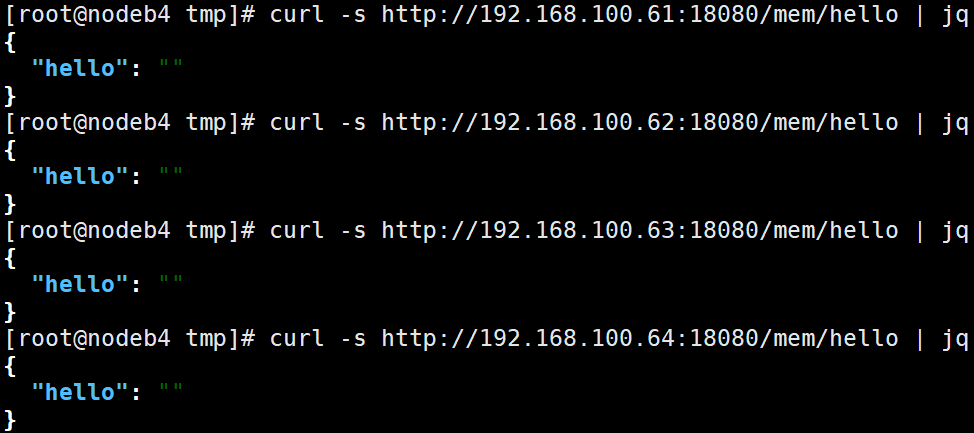 [root@nodeb4 tmp]# curl -s http://192.168.100.61:18080/mem/hello | jq
{
  "hello": ""
}
[root@nodeb4 tmp]# curl -s http://192.168.100.62:18080/mem/hello | jq
{
  "hello": ""
}
[root@nodeb4 tmp]# curl -s http://192.168.100.63:18080/mem/hello | jq
{
  "hello": ""
}
[root@nodeb4 tmp]# curl -s http://192.168.100.64:18080/mem/hello | jq
{
  "hello": ""
}